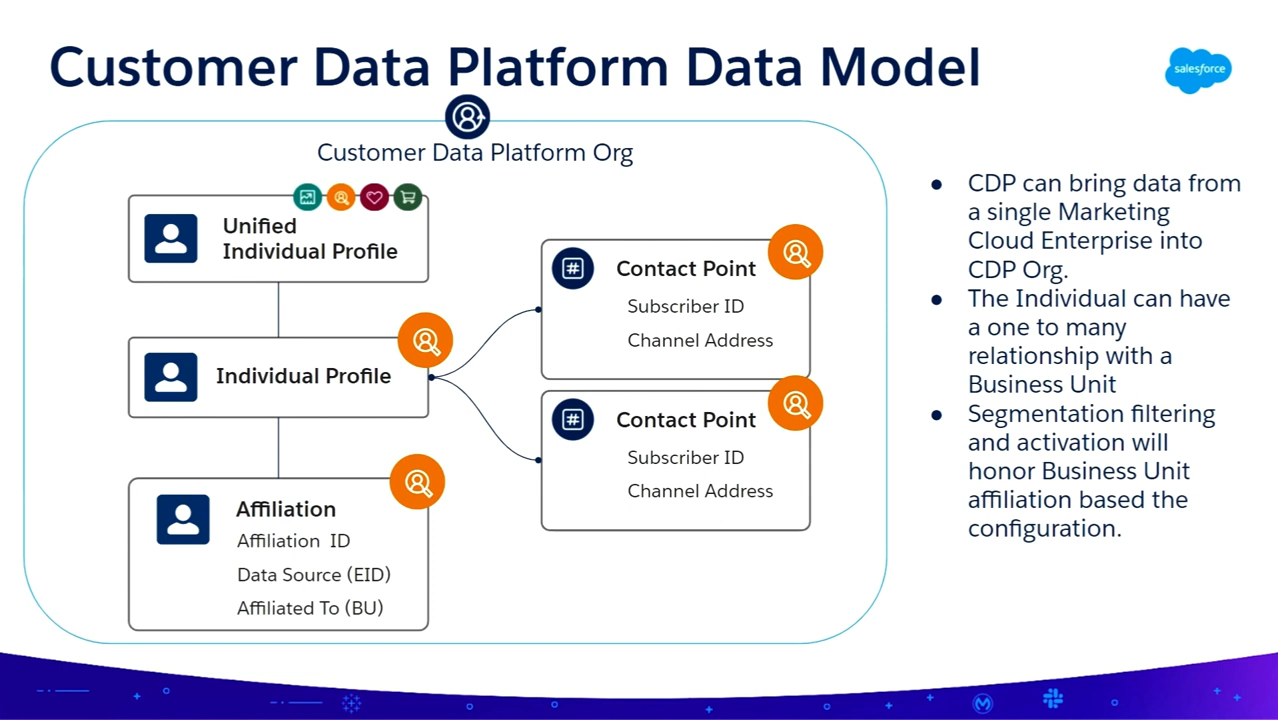 Customer Data Platform Data Model
salesforce
Customer Data Platform Org
Unified
Individual Profile
Individual Profile
Affiliation
Affiliation ID
Data Source (EID)
Affiliated To (BU)
Contact Point
Subscriber ID
Channel Address
Contact Point
Subscriber ID
Channel Address
● CDP can bring data from
a single Marketing
Cloud Enterprise into
CDP Org.
● The Individual can have
a one to many
relationship with a
Business Unit
● Segmentation filtering
and activation will
honor Business Unit
affiliation based the
configuration.